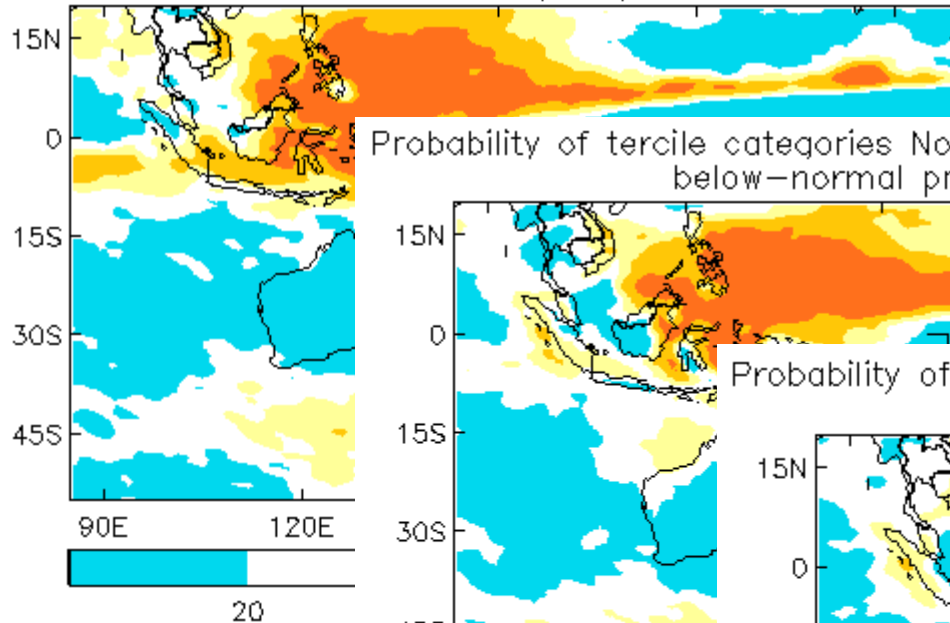 15N
0
15S
30S
45S
90E 120E
20
Probability of tercile categories No
below-normal pr
15N
0
15S
30S
Probability of
15N
0